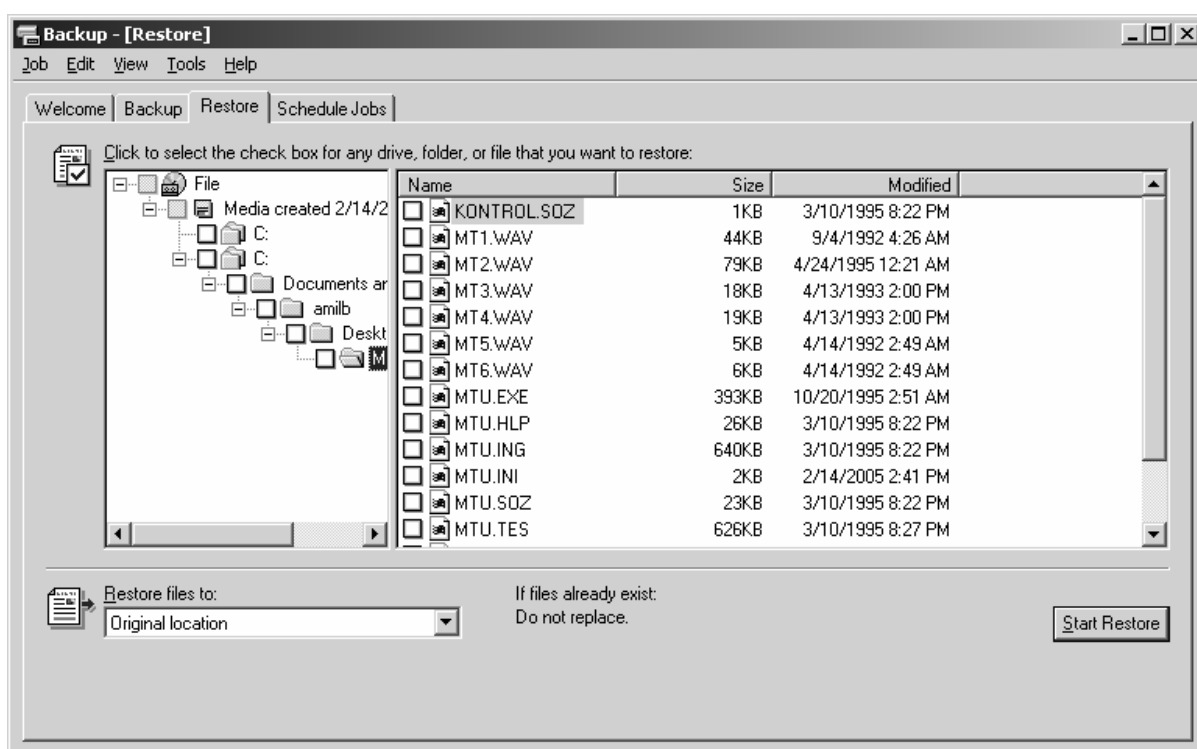 Backup - [Restore]
Job Edit View Tools Help
Welcome Backup Restore Schedule Jobs
Click to select the check box for any drive, folder, or file that you want to restore:
File
Media created 2/14/2
C:
C:
Documents ar
amilb
Deskt
M
Name Size Modified
KONTROL.SOZ 1KB 3/10/1995 8:22 PM
MT1.WAV 44KB 9/4/1992 4:26 AM
MT2.WAV 79KB 4/24/1995 12:21 AM
MT3.WAV 18KB 4/13/1993 2:00 PM
MT4.WAV 19KB 4/13/1993 2:00 PM
MT5.WAV 5KB 4/14/1992 2:49 AM
MT6.WAV 6KB 4/14/1992 2:49 AM
MTU.EXE 393KB 10/20/1995 2:51 AM
MTU.HLP 26KB 3/10/1995 8:22 PM
MTU.ING 640KB 3/10/1995 8:22 PM
MTU.INI 2KB 2/14/2005 2:41 PM
MTU.SOZ 23KB 3/10/1995 8:22 PM
MTU.TES 626KB 3/10/1995 8:27 PM
Restore files to:
Original location
If files already exist:
Do not replace.
Start Restore